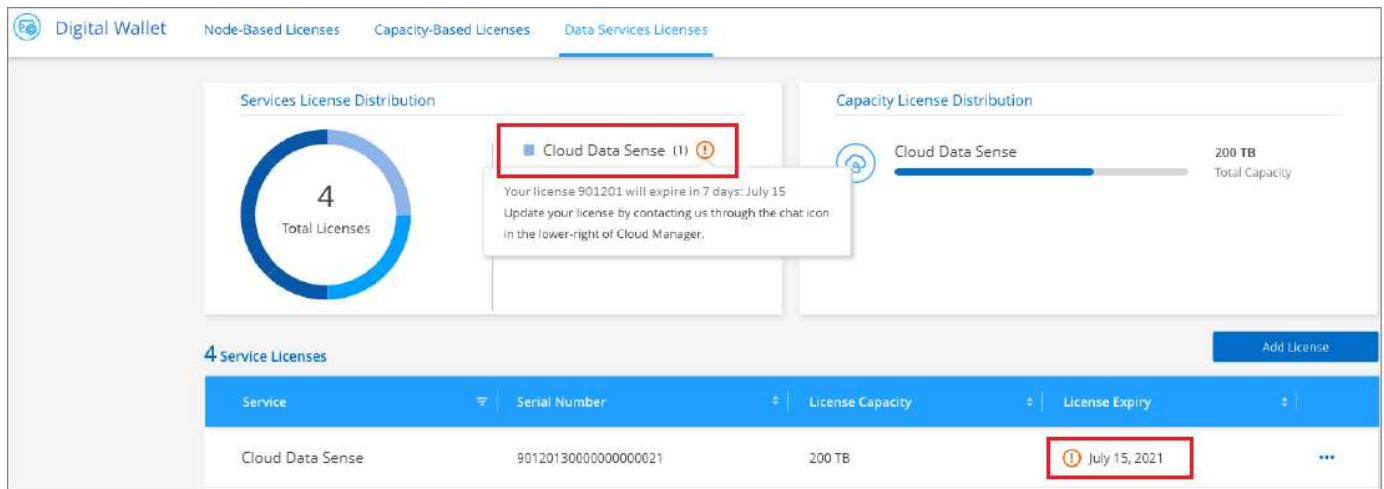 Digital Wallet
Node-Based Licenses
Capacity-Based Licenses
Data Services Licenses
Services License Distribution
4
Total Licenses
Cloud Data Sense (1)
Your license 901201 will expire in 7 days: July 15
Update your license by contacting us through the chat icon
in the lower-right of Cloud Manager.
Capacity License Distribution
Cloud Data Sense
200 TB
Total Capacity
4 Service Licenses
Add License
Service
Serial Number
License Capacity
License Expiry
Cloud Data Sense
90120130000000000021
200 TB
July 15, 2021